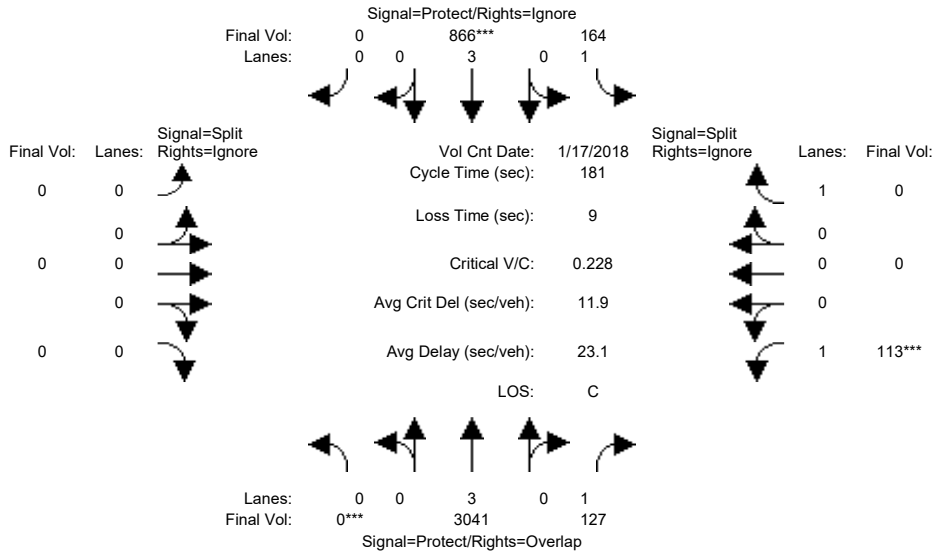 Signal=Protect/Rights=Ignore
Final Vol: 0 866*** 164
Lanes: 0 0 3 0 1
Signal=Split
Final Vol: Lanes: Rights=Ignore
Vol Cnt Date: 1/17/2018
Signal=Split
Rights=Ignore Lanes: Final Vol:
Cycle Time (sec): 181
0 0
1 0
Loss Time (sec): 9
0
0
0 0
Critical V/C: 0.228
0 0
0
Avg Crit Del (sec/veh): 11.9
0
0 0
Avg Delay (sec/veh): 23.1
1 113***
LOS: C
Lanes: 0 0 3 0 1
Final Vol: 0*** 3041 127
Signal=Protect/Rights=Overlap